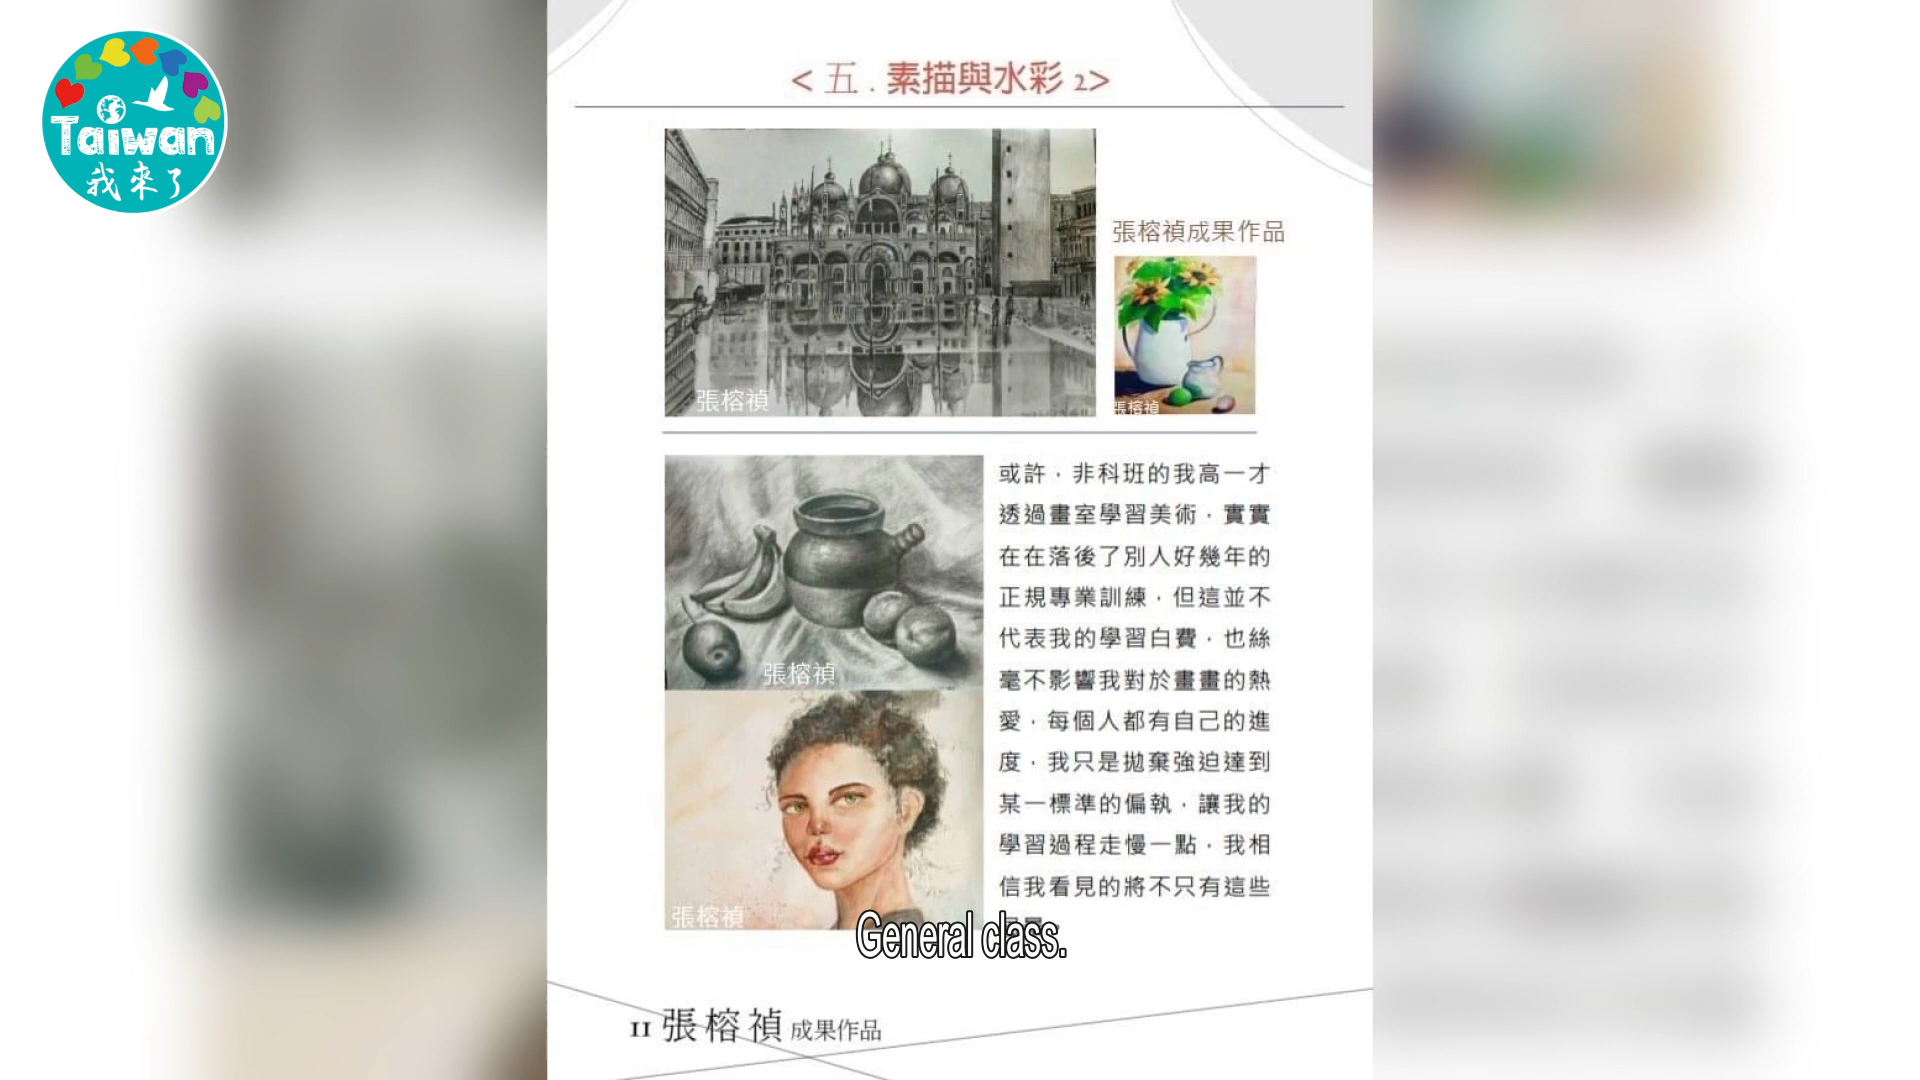 Taiwan
我來了
< 五 . 素描與水彩 2>
張榕禎成果作品
張榕禎
張榕禎
張榕禎
張榕禎
或許，非科班的我高一才
透過畫室學習美術，實實
在在落後了別人好幾年的
正規專業訓練，但這並不
代表我的學習白費，也絲
毫不影響我對於畫畫的熱
愛，每個人都有自己的進
度，我只是拋棄強迫達到
某一標準的偏執，讓我的
學習過程走慢一點，我相
信我看見的將不只有這些
General class.
11 張榕禎 成果作品